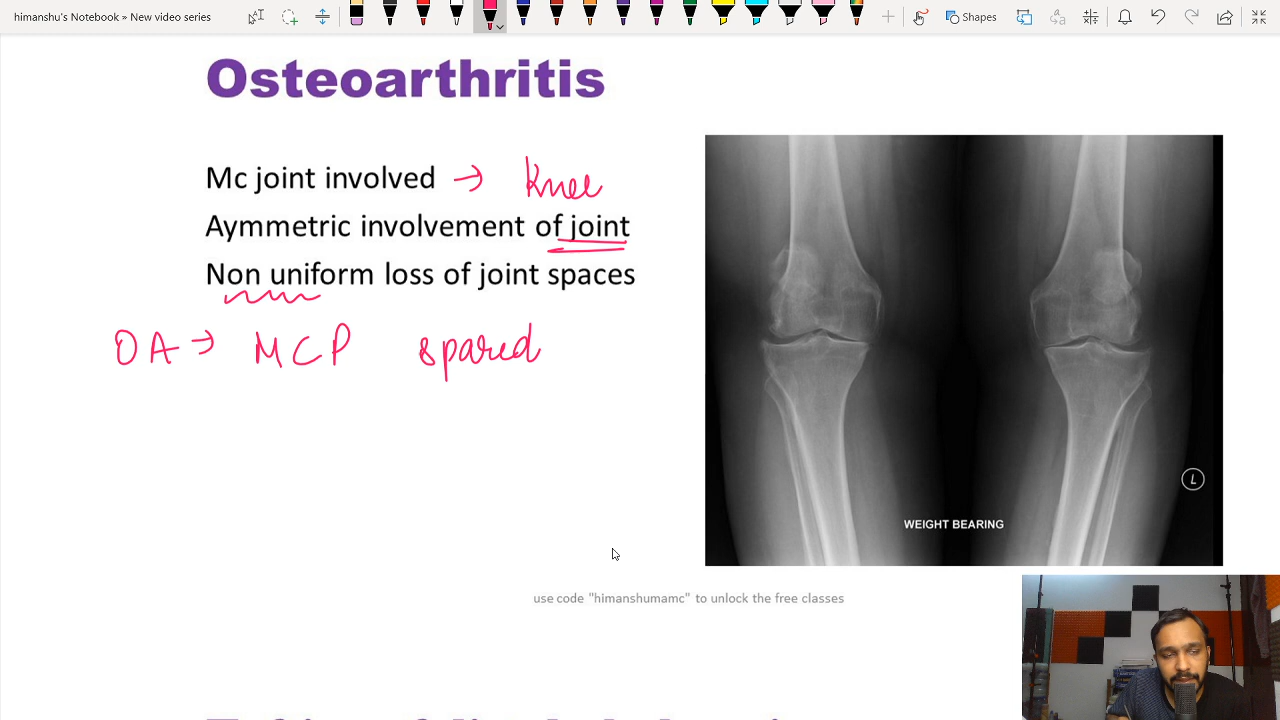 himanshu's Notebook » New video series
Shapes
Osteoarthritis
Mc joint involved → Knee
Aymmetric involvement of joint
Non uniform loss of joint spaces
OA → MCP spared
L
WEIGHT BEARING
use code "himanshumamc" to unlock the free classes